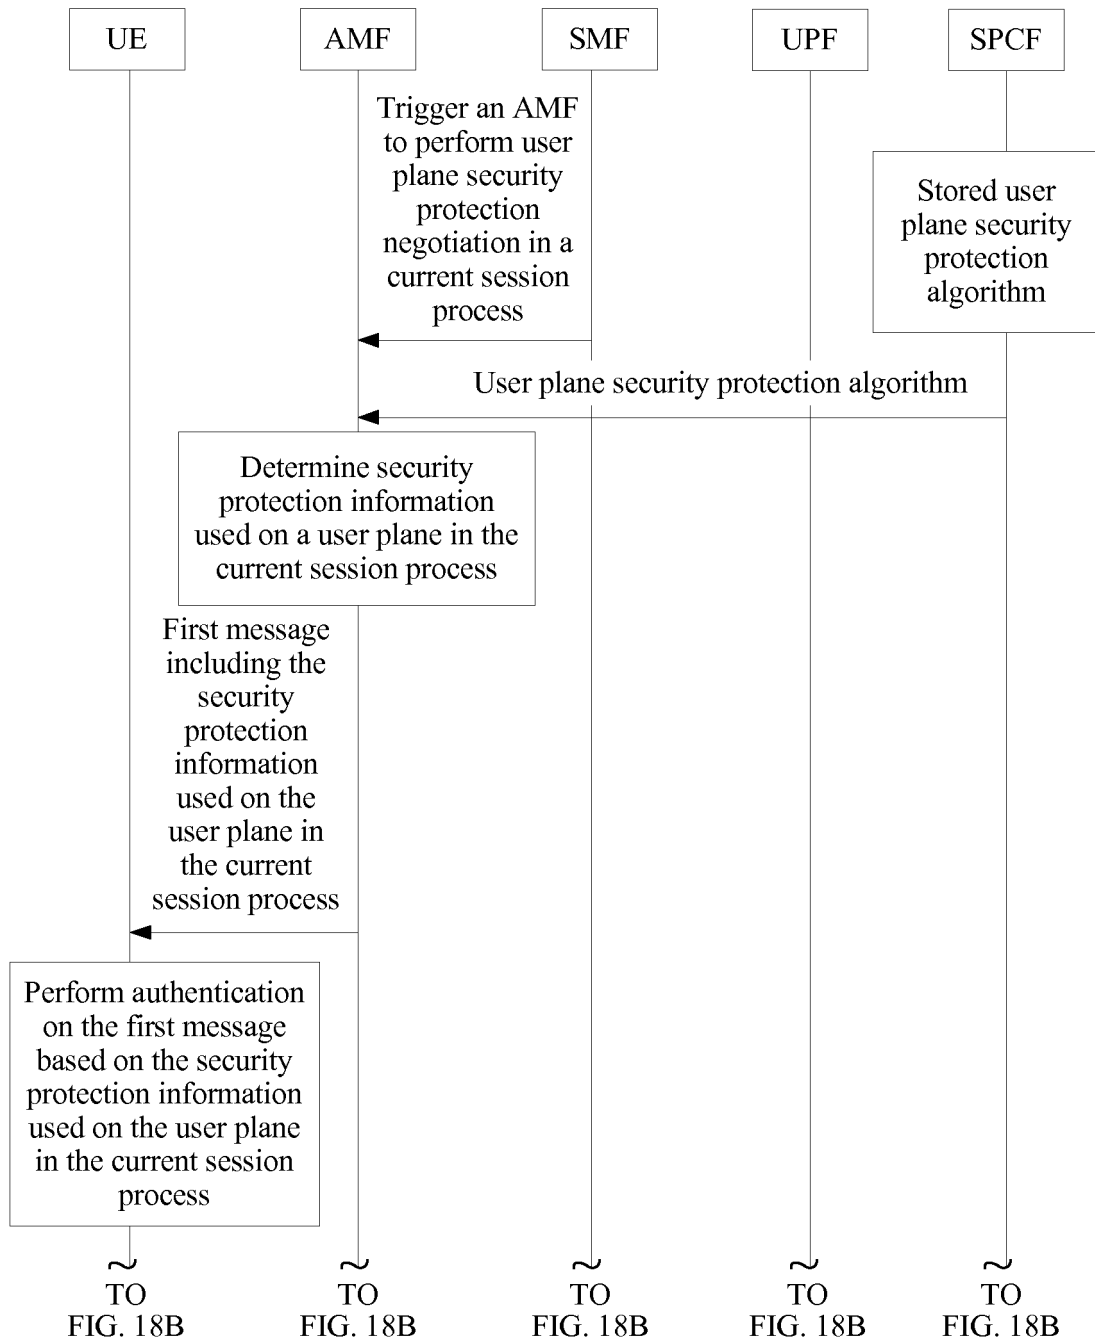 UE
AMF
SMF
UPF
SPCF
Trigger an AMF
to perform user
plane security
protection
negotiation in a
current session
process
Stored user
plane security
protection
algorithm
User plane security protection algorithm
Determine security
protection information
used on a user plane in the
current session process
First message
including the
security
protection
information
used on the
user plane in
the current
session process
Perform authentication
on the first message
based on the security
protection information
used on the user plane
in the current session
process
TO
FIG. 18B
TO
FIG. 18B
TO
FIG. 18B
TO
FIG. 18B
TO
FIG. 18B